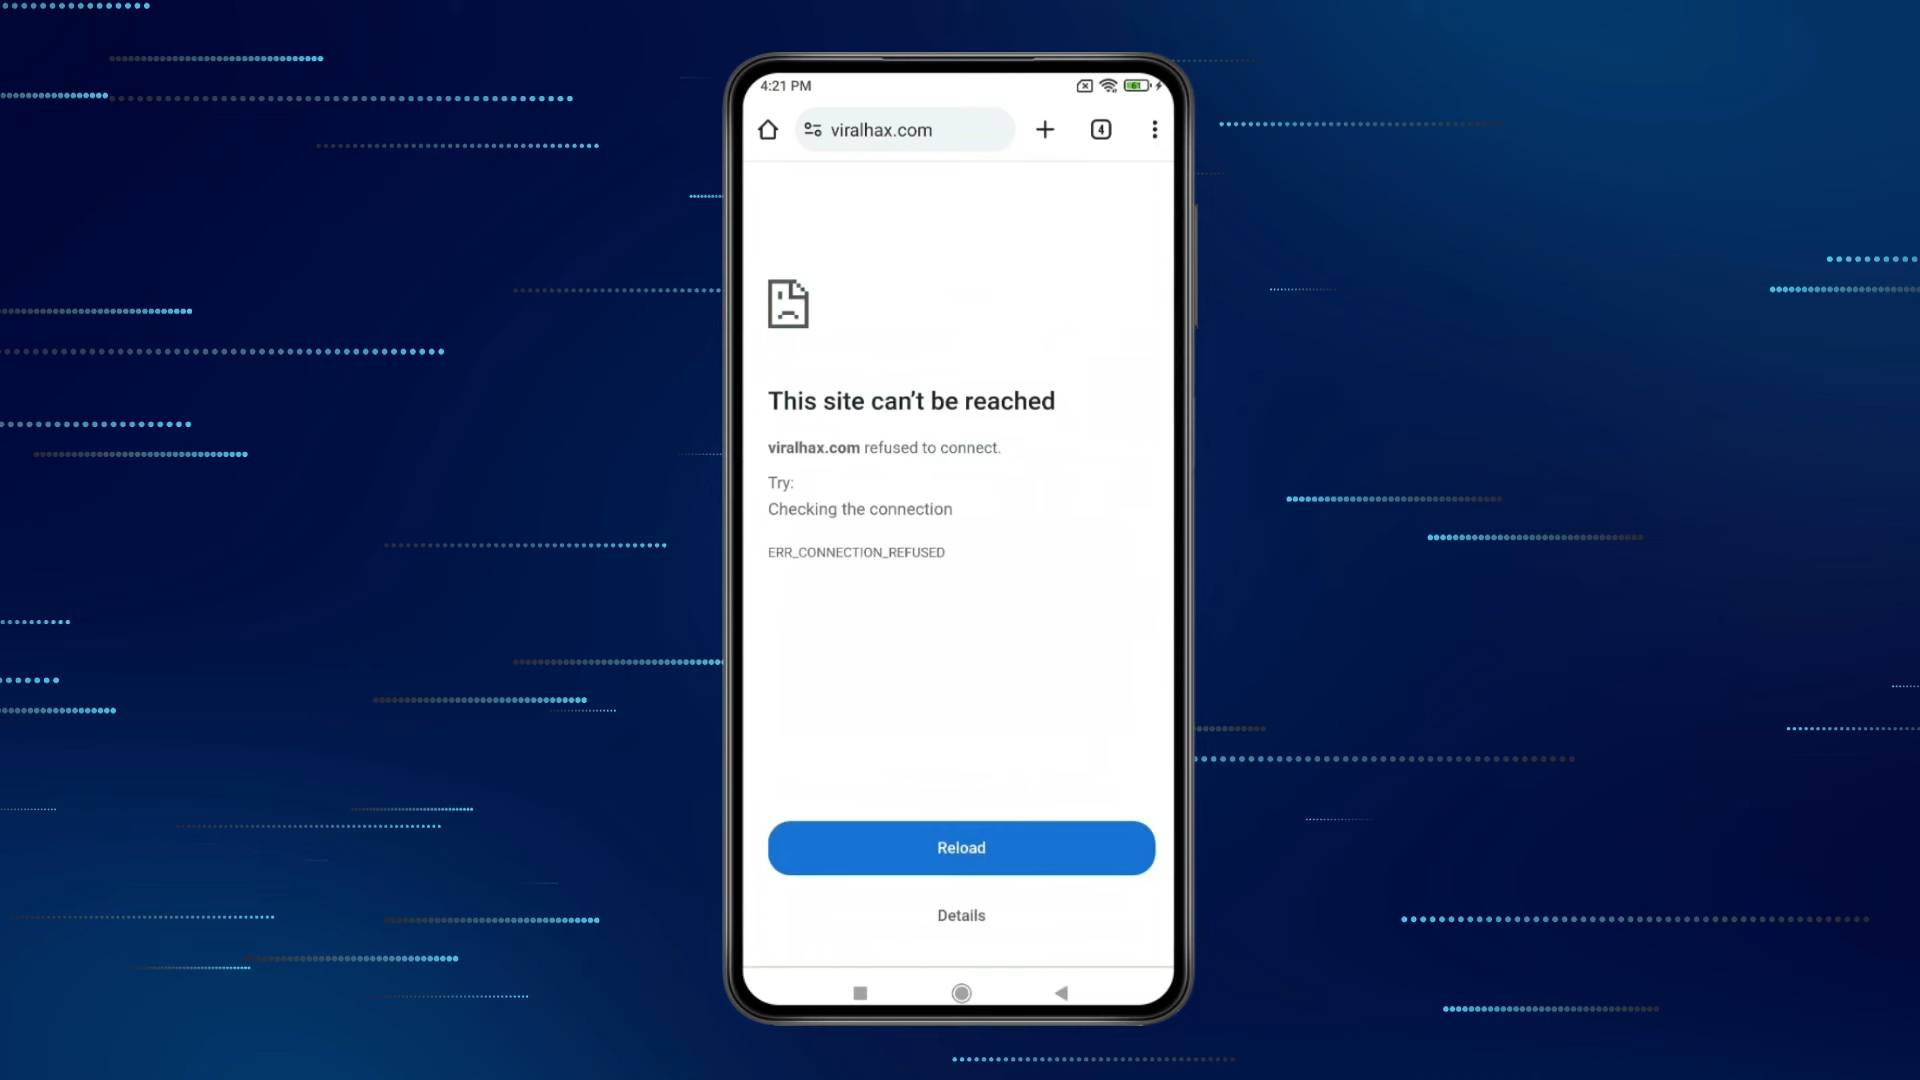 4:21 PM
61
viralhax.com
4
This site can’t be reached
viralhax.com refused to connect.
Try:
Checking the connection
ERR_CONNECTION_REFUSED
Reload
Details